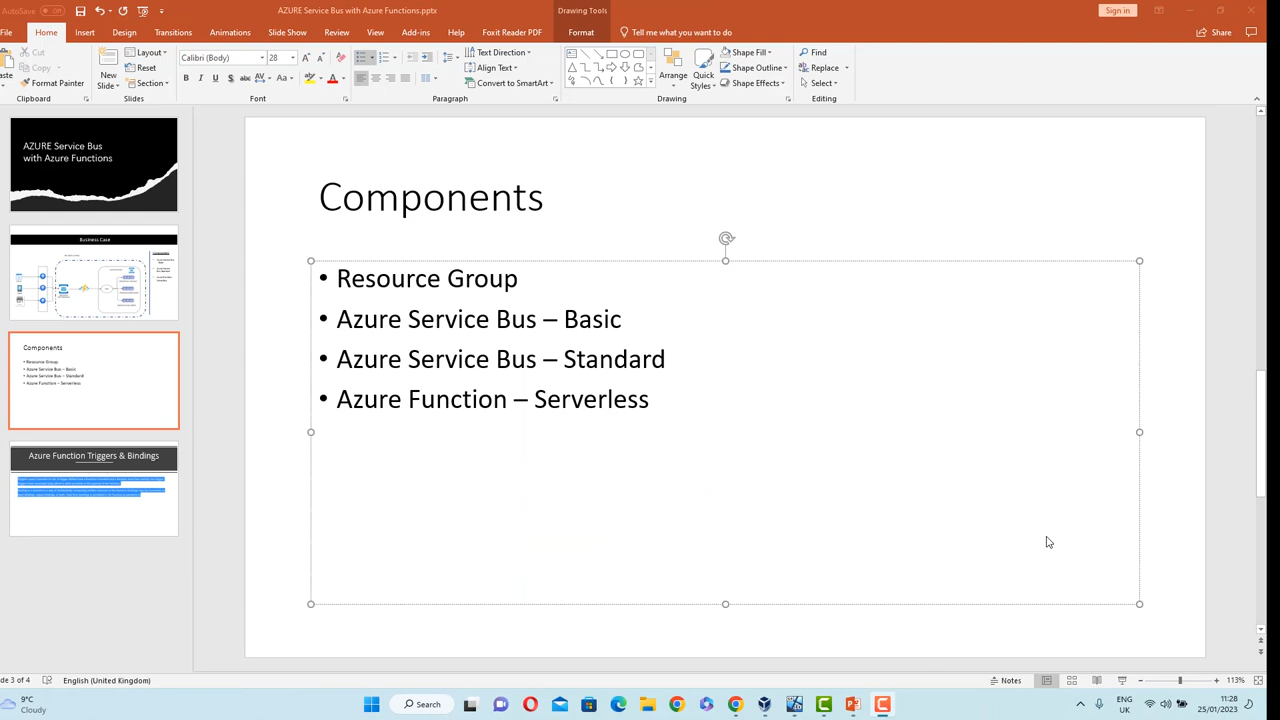 AutoSave Off
AZURE Service Bus with Azure Functions.pptx
Drawing Tools
Sign in
File Home Insert Design Transitions Animations Slide Show Review View Add-ins Help Foxit Reader PDF Format Tell me what you want to do Share
Cut
Copy
Format Painter
Clipboard
New Slide
Layout
Reset
Section
Slides
Calibri (Body) 28
Font
Text Direction
Align Text
Convert to SmartArt
Paragraph
Arrange
Quick Styles
Shape Fill
Shape Outline
Shape Effects
Drawing
Find
Replace
Select
Editing
AZURE Service Bus
with Azure Functions
Business Case
Components
• Resource Group
• Azure Service Bus – Basic
• Azure Service Bus – Standard
• Azure Function – Serverless
Azure Function Triggers & Bindings
Components
• Resource Group
• Azure Service Bus – Basic
• Azure Service Bus – Standard
• Azure Function – Serverless
de 3 of 4
English (United Kingdom)
Notes
113%
9°C
Cloudy
Search
ENG
UK
11:28
25/01/2023